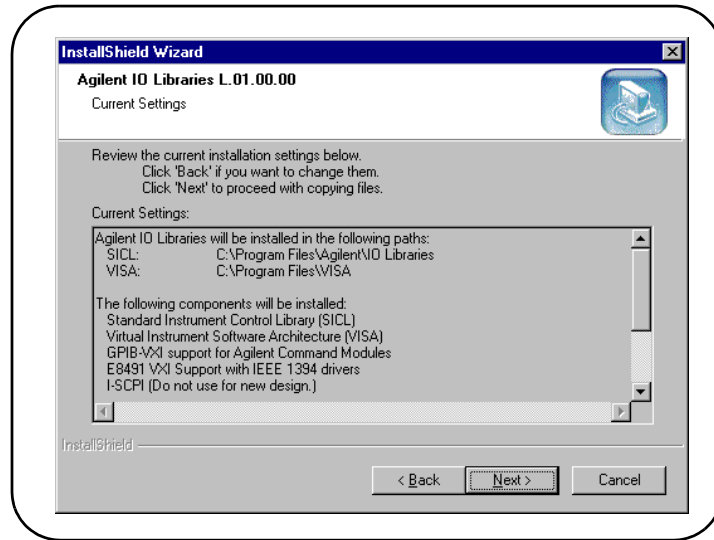 InstallShield Wizard
Agilent IO Libraries L.01.00.00
Current Settings
Review the current installation settings below.
Click 'Back' if you want to change them.
Click 'Next' to proceed with copying files.
Current Settings:
Agilent IO Libraries will be installed in the following paths:
SICL: C:\Program Files\Agilent\IO Libraries
VISA: C:\Program Files\VISA
The following components will be installed:
Standard Instrument Control Library (SICL)
Virtual Instrument Software Architecture (VISA)
GPIB-VXI support for Agilent Command Modules
E8491 VXI Support with IEEE 1394 drivers
I-SCPI (Do not use for new design.)
InstallShield
< Back Next > Cancel